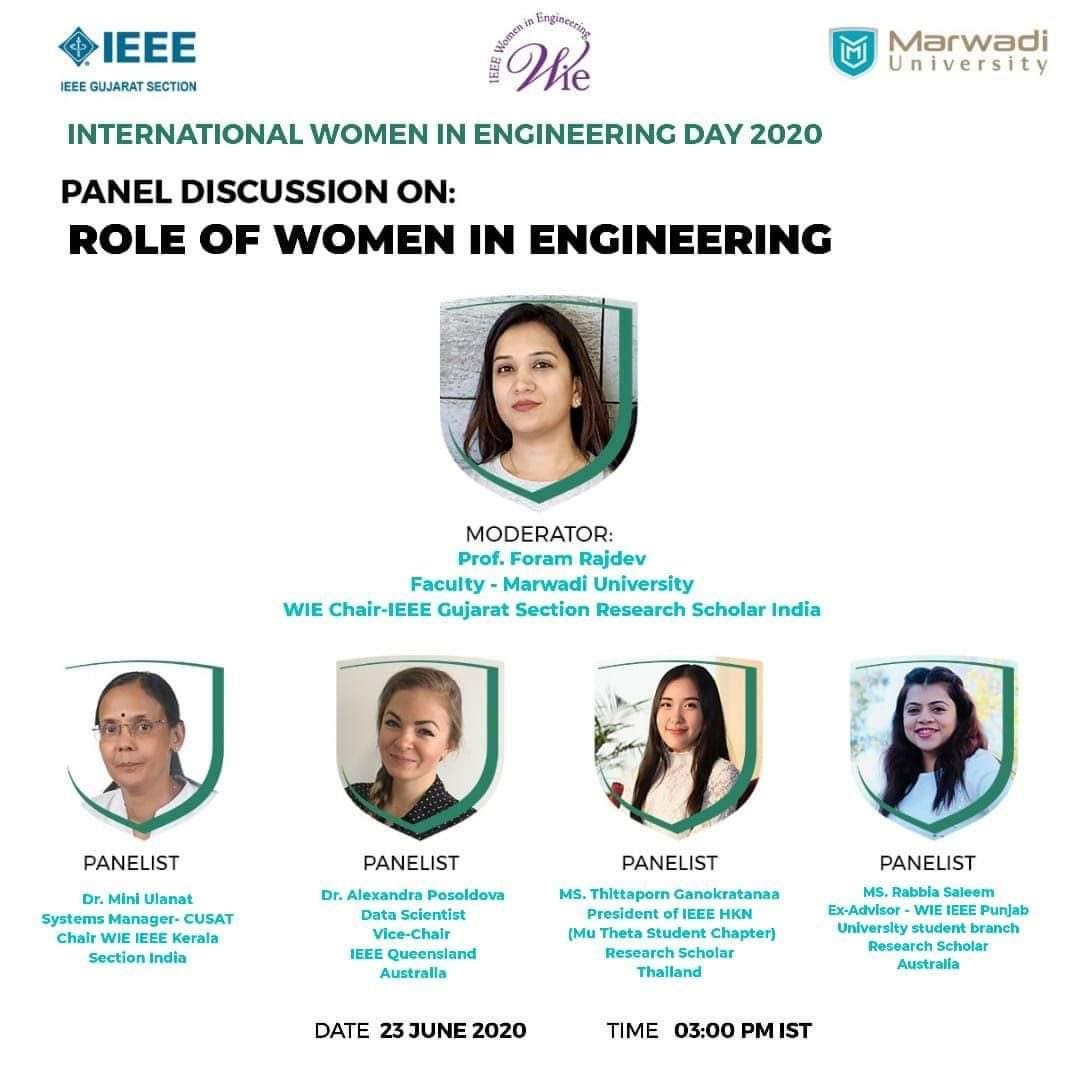 IEEE
IEEE GUJARAT SECTION
IEEE Women in Engineering
Wie
Marwadi
University
INTERNATIONAL WOMEN IN ENGINEERING DAY 2020
PANEL DISCUSSION ON:
ROLE OF WOMEN IN ENGINEERING
MODERATOR:
Prof. Foram Rajdev
Faculty - Marwadi University
WIE Chair-IEEE Gujarat Section Research Scholar India
PANELIST
Dr. Mini Ulanat
Systems Manager- CUSAT
Chair WIE IEEE Kerala
Section India
PANELIST
Dr. Alexandra Posoldova
Data Scientist
Vice-Chair
IEEE Queensland
Australia
PANELIST
MS. Thittaporn Ganokratanaa
President of IEEE HKN
(Mu Theta Student Chapter)
Research Scholar
Thailand
PANELIST
MS. Rabbia Saleem
Ex-Advisor - WIE IEEE Punjab
University student branch
Research Scholar
Australia
DATE 23 JUNE 2020
TIME 03:00 PM IST